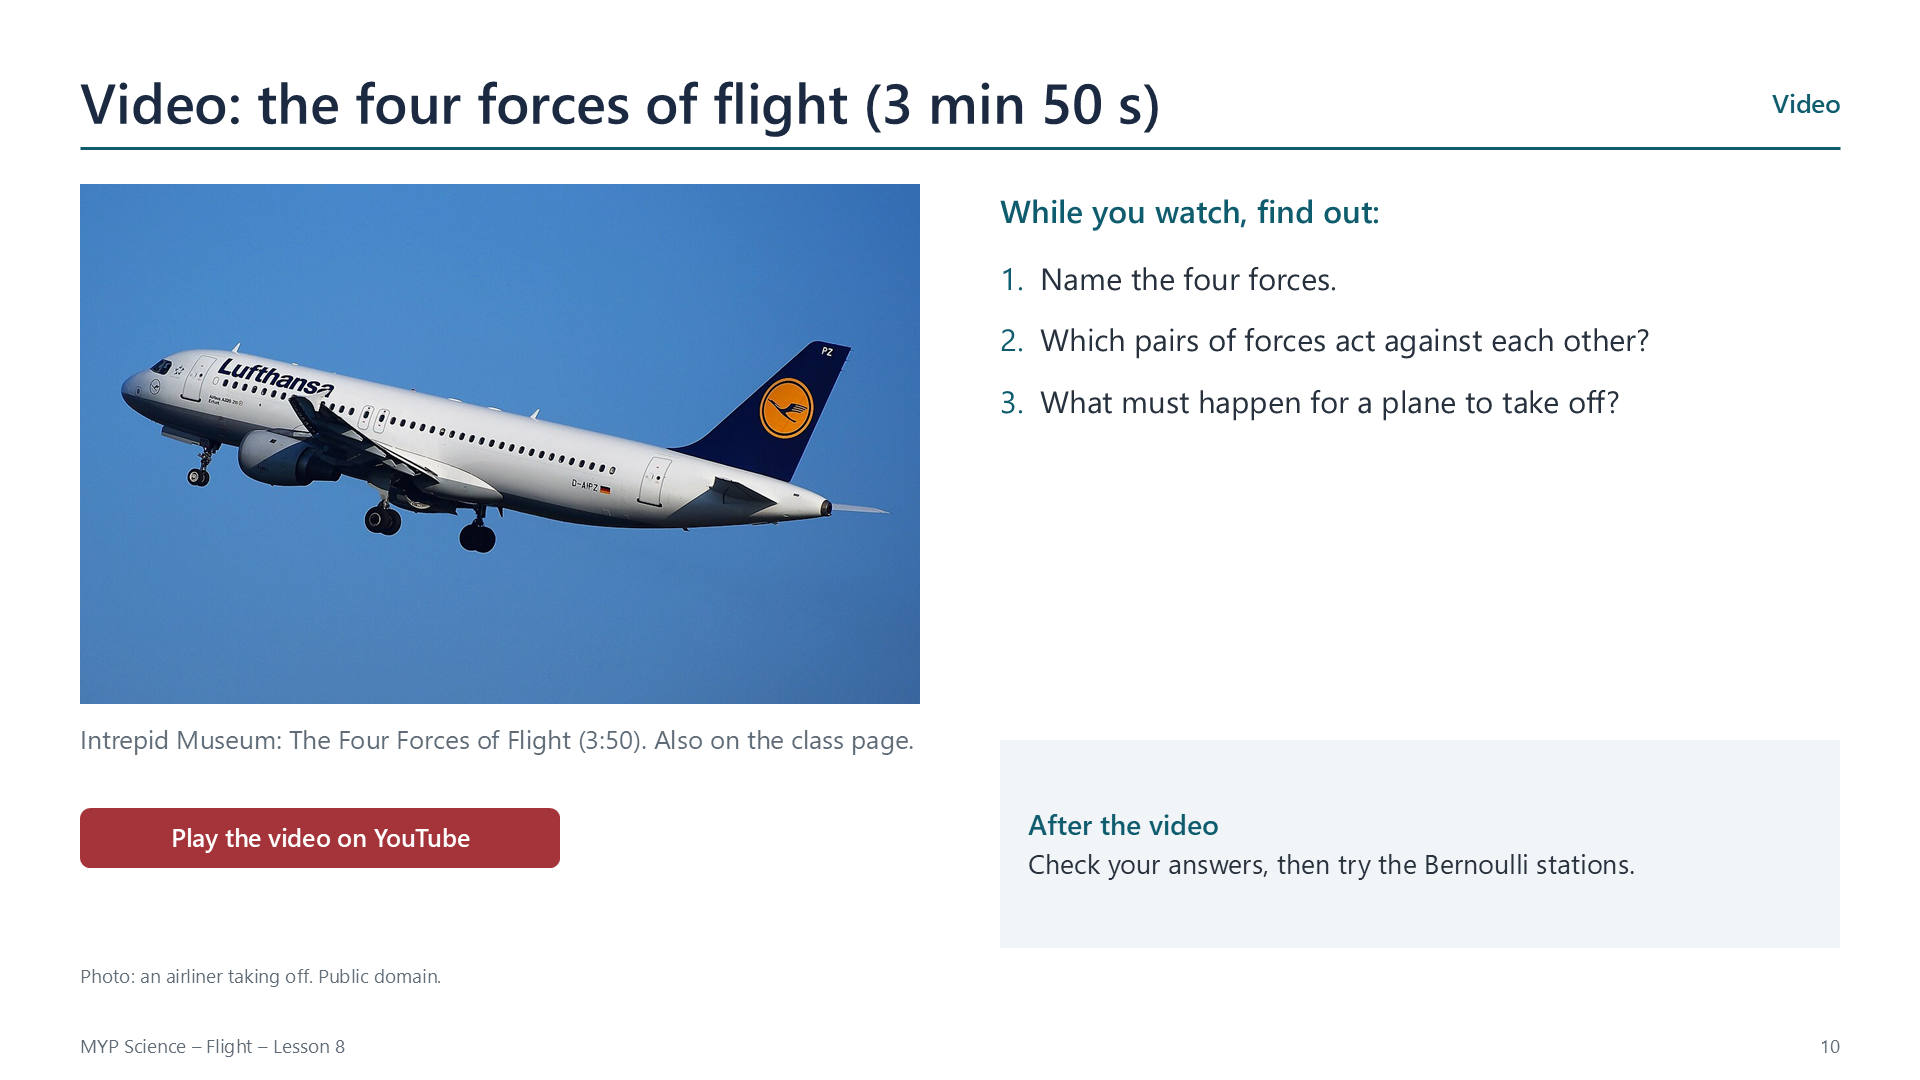 Video: the four forces of flight (3 min 50 s)
Video
PZ
Lufthansa
D-AIPZ
Intrepid Museum: The Four Forces of Flight (3:50). Also on the class page.
Play the video on YouTube
Photo: an airliner taking off. Public domain.
While you watch, find out:
1. Name the four forces.
2. Which pairs of forces act against each other?
3. What must happen for a plane to take off?
After the video
Check your answers, then try the Bernoulli stations.
MYP Science – Flight – Lesson 8
10